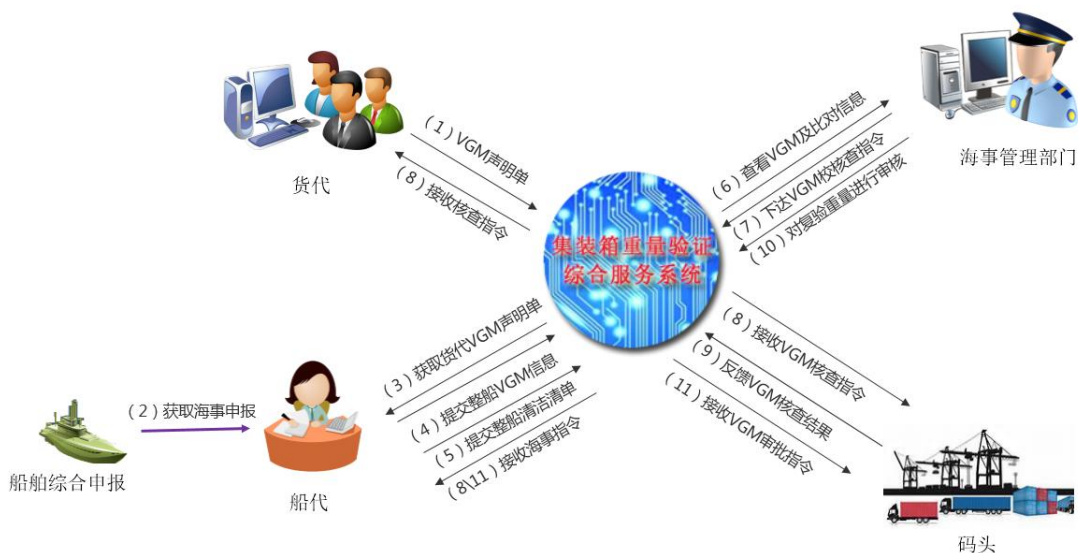 货代
(1) VGM声明单
(8) 接收核查指令
海事管理部门
(6) 查看VGM及比对信息
(7) 下达VGM校核查指令
(10) 对复验重量进行审核
集装箱重量验证
综合服务系统
船舶综合申报
(2) 获取海事申报
船代
(3) 获取货代VGM声明单
(4) 提交整船VGM信息
(5) 提交整船清洁清单
(8\11) 接收海事指令
(8) 接收VGM核查指令
(9) 反馈VGM核查结果
(11) 接收VGM审批指令
码头